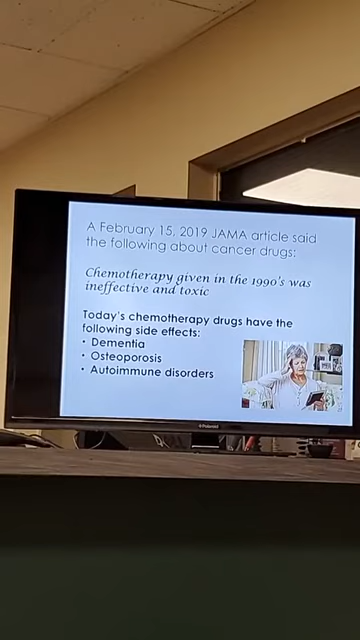 A February 15, 2019 JAMA article said
the following about cancer drugs:
Chemotherapy given in the 1990's was
ineffective and toxic
Today's chemotherapy drugs have the
following side effects:
• Dementia
• Osteoporosis
• Autoimmune disorders
Polaroid